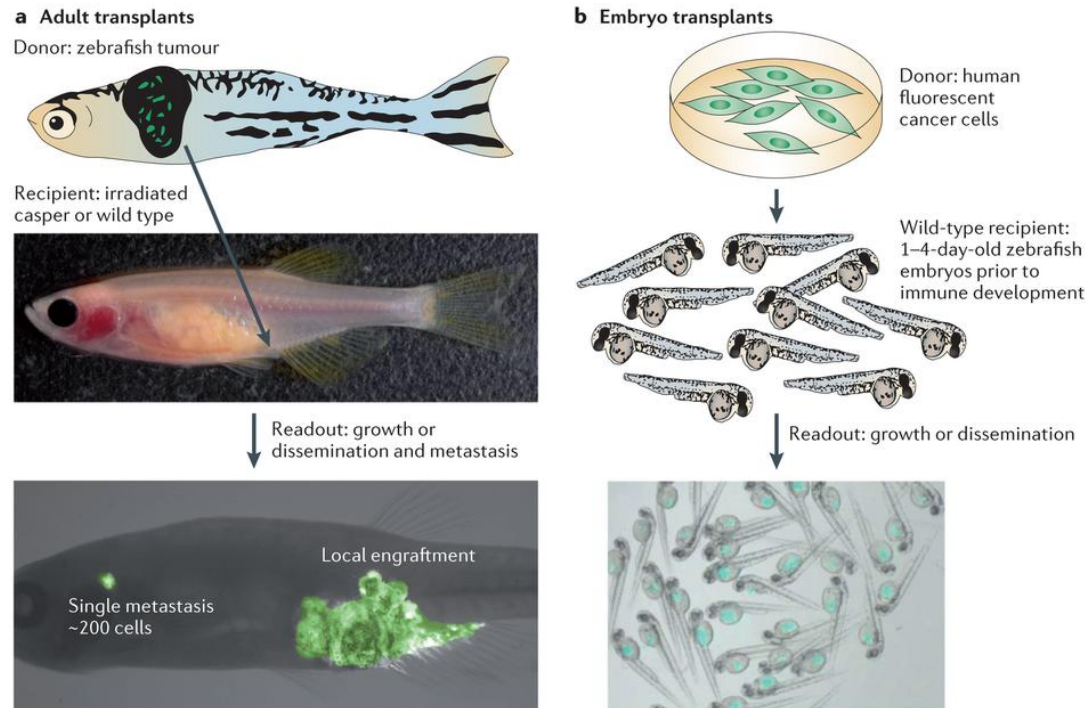 a Adult transplants
Donor: zebrafish tumour
Recipient: irradiated
casper or wild type
Readout: growth or
dissemination and metastasis
Local engraftment
Single metastasis
~200 cells
b Embryo transplants
Donor: human
fluorescent
cancer cells
Wild-type recipient:
1–4-day-old zebrafish
embryos prior to
immune development
Readout: growth or dissemination